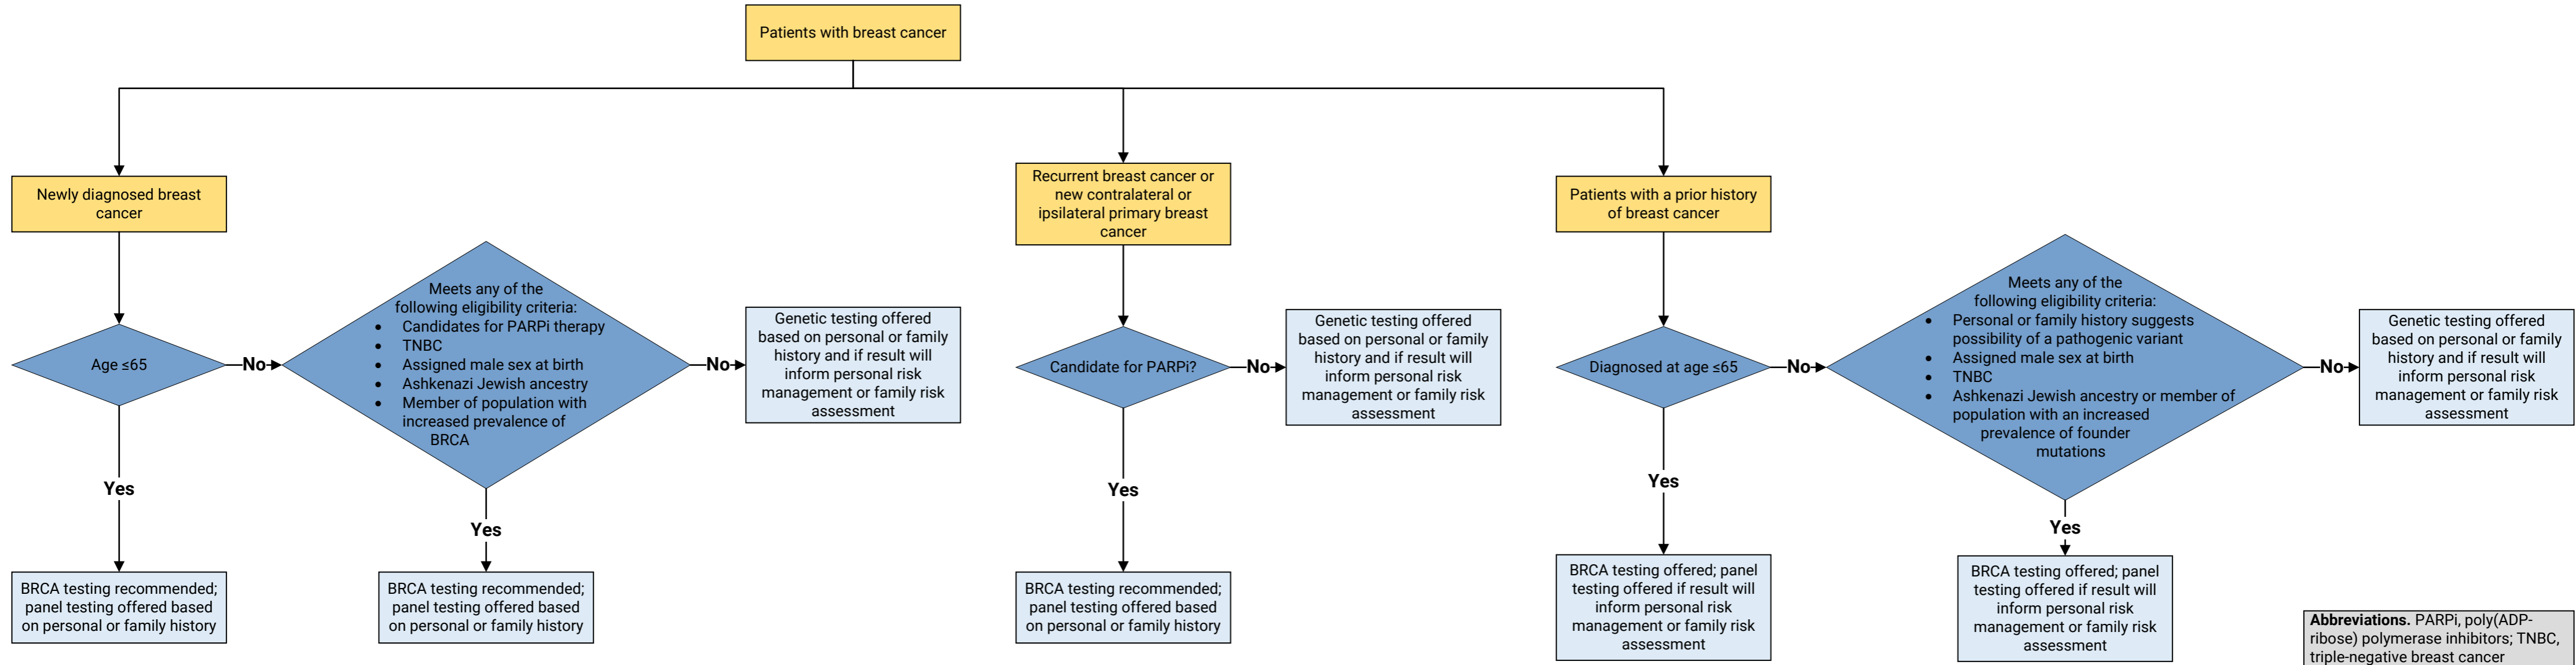 Patients with breast cancer
Newly diagnosed breast
cancer
Age ≤65
No
Yes
BRCA testing recommended;
panel testing offered based
on personal or family history
Meets any of the
following eligibility criteria:
• Candidates for PARPi therapy
• TNBC
• Assigned male sex at birth
• Ashkenazi Jewish ancestry
• Member of population with
increased prevalence of
BRCA
No
Yes
BRCA testing recommended;
panel testing offered based
on personal or family history
Genetic testing offered
based on personal or family
history and if result will
inform personal risk
management or family risk
assessment
Recurrent breast cancer or
new contralateral or
ipsilateral primary breast
cancer
Candidate for PARPi?
No
Yes
BRCA testing recommended;
panel testing offered based
on personal or family history
Genetic testing offered
based on personal or family
history and if result will
inform personal risk
management or family risk
assessment
Patients with a prior history
of breast cancer
Diagnosed at age ≤65
No
Yes
BRCA testing offered; panel
testing offered if result will
inform personal risk
management or family risk
assessment
Meets any of the
following eligibility criteria:
• Personal or family history suggests
possibility of a pathogenic variant
• Assigned male sex at birth
• TNBC
• Ashkenazi Jewish ancestry or member of
population with an increased
prevalence of founder
mutations
No
Yes
BRCA testing offered; panel
testing offered if result will
inform personal risk
management or family risk
assessment
Genetic testing offered
based on personal or family
history and if result will
inform personal risk
management or family risk
assessment
Abbreviations. PARPi, poly(ADP-
ribose) polymerase inhibitors; TNBC,
triple-negative breast cancer